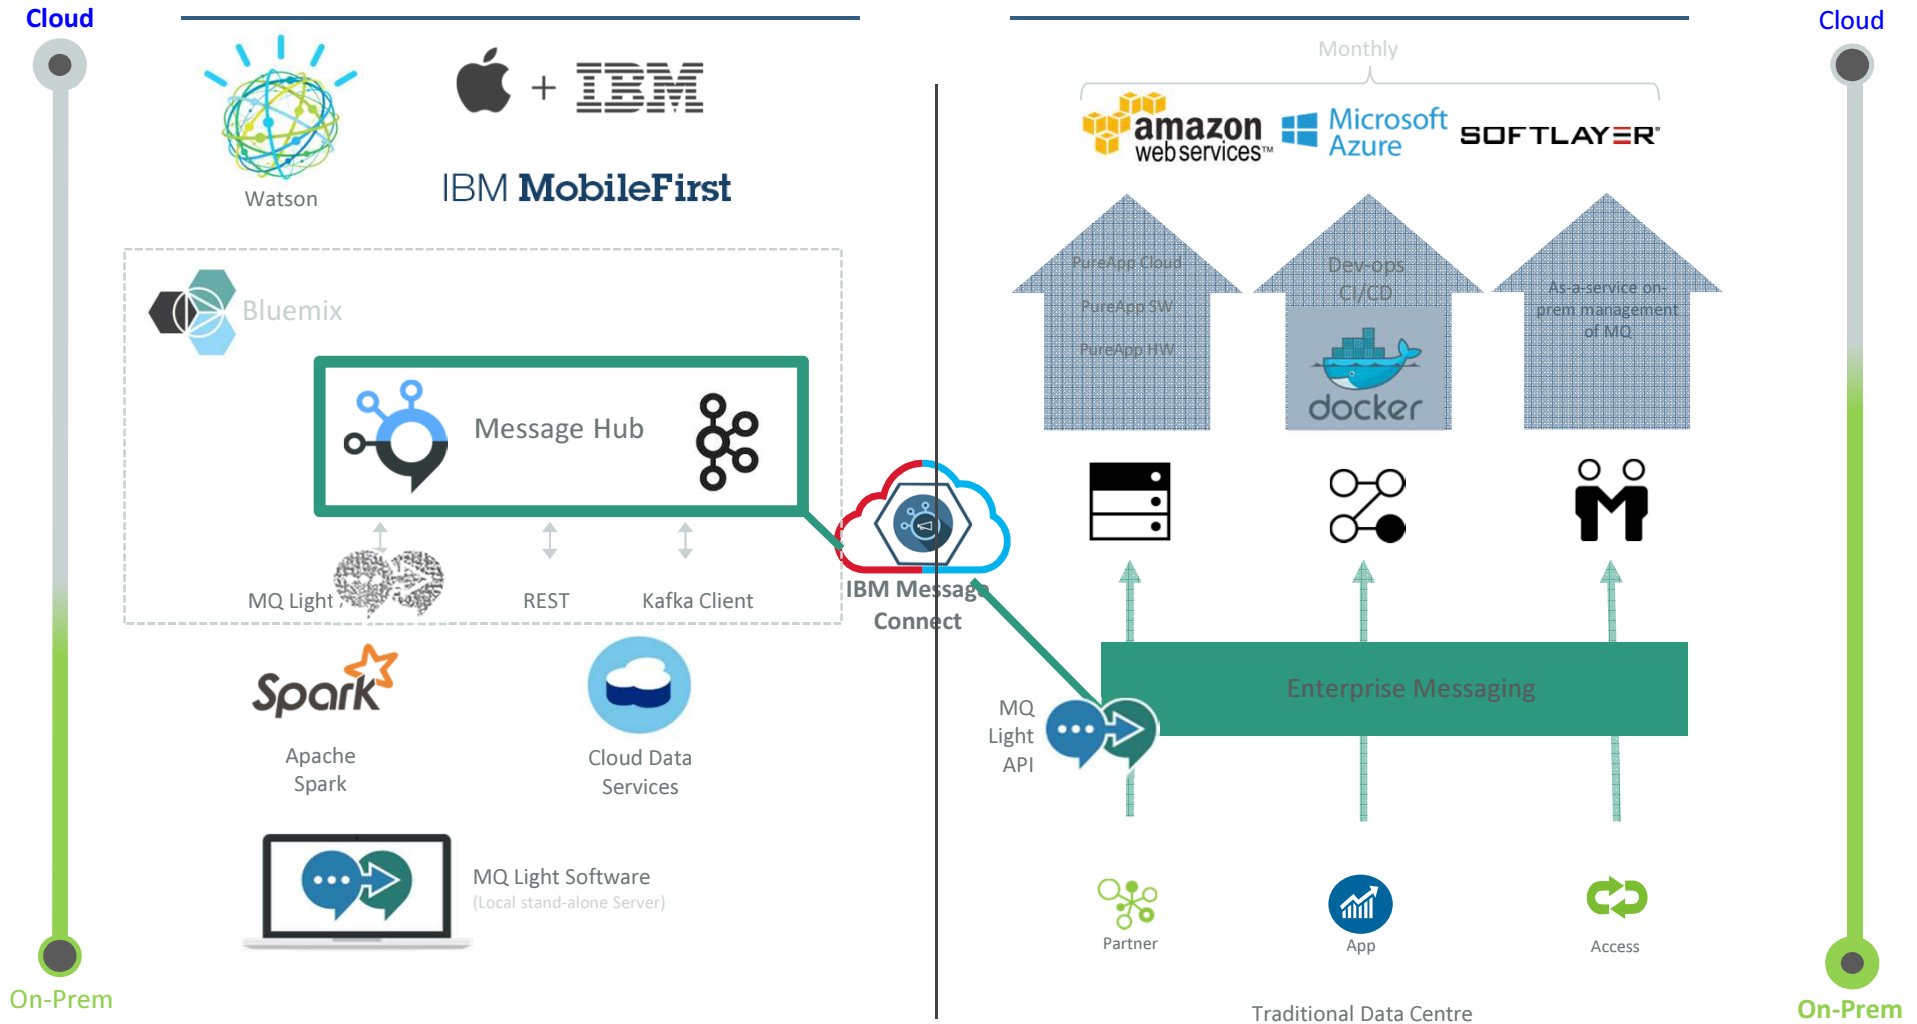 Cloud
Watson
+ IBM
IBM MobileFirst
Bluemix
Message Hub
MQ Light
REST
Kafka Client
IBM Message
Connect
Spark
Apache
Spark
Cloud Data
Services
MQ Light Software
(Local stand-alone Server)
On-Prem
Cloud
Monthly
amazon
web services™
Microsoft
Azure
SOFTLAYER®
PureApp Cloud
PureApp SW
PureApp HW
Dev-ops
CI/CD
docker
As-a-service on-
prem management
of MQ
Enterprise Messaging
MQ
Light
API
Partner
App
Access
Traditional Data Centre
On-Prem